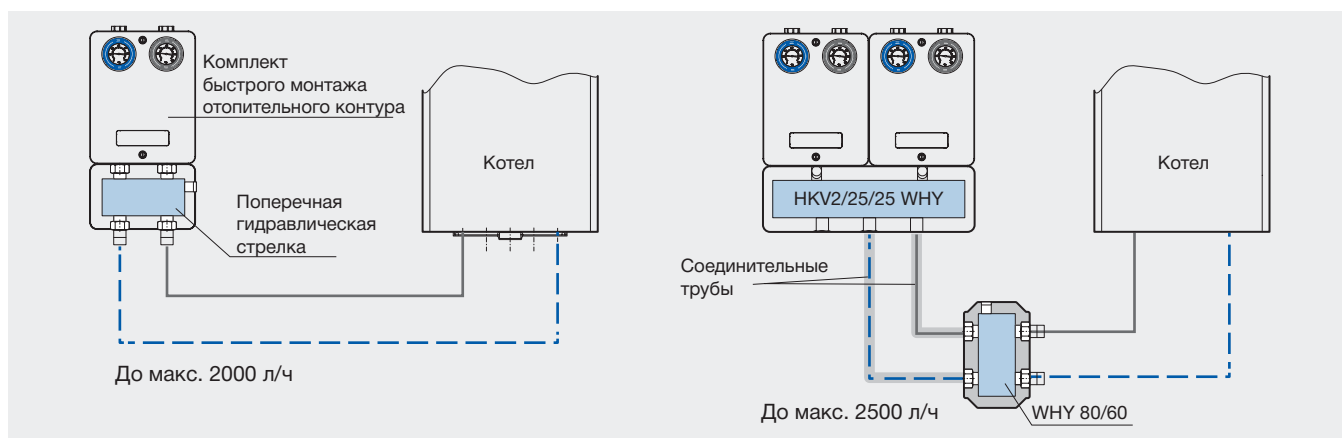 Комплект
быстрого монтажа
отопительного контура
Котел
Поперечная
гидравлическая
стрелка
До макс. 2000 л/ч
HKV2/25/25 WHY
Котел
Соединительные
трубы
До макс. 2500 л/ч
WHY 80/60